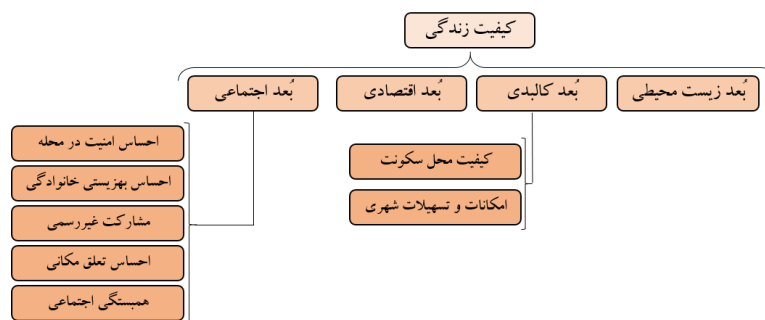 کیفیت زندگی
بُعد زیست محیطی
بُعد کالبدی
بُعد اقتصادی
بُعد اجتماعی
کیفیت محل سکونت
امکانات و تسهیلات شهری
احساس امنیت در محله
احساس بهزیستی خانوادگی
مشارکت غیررسمی
احساس تعلق مکانی
همبستگی اجتماعی